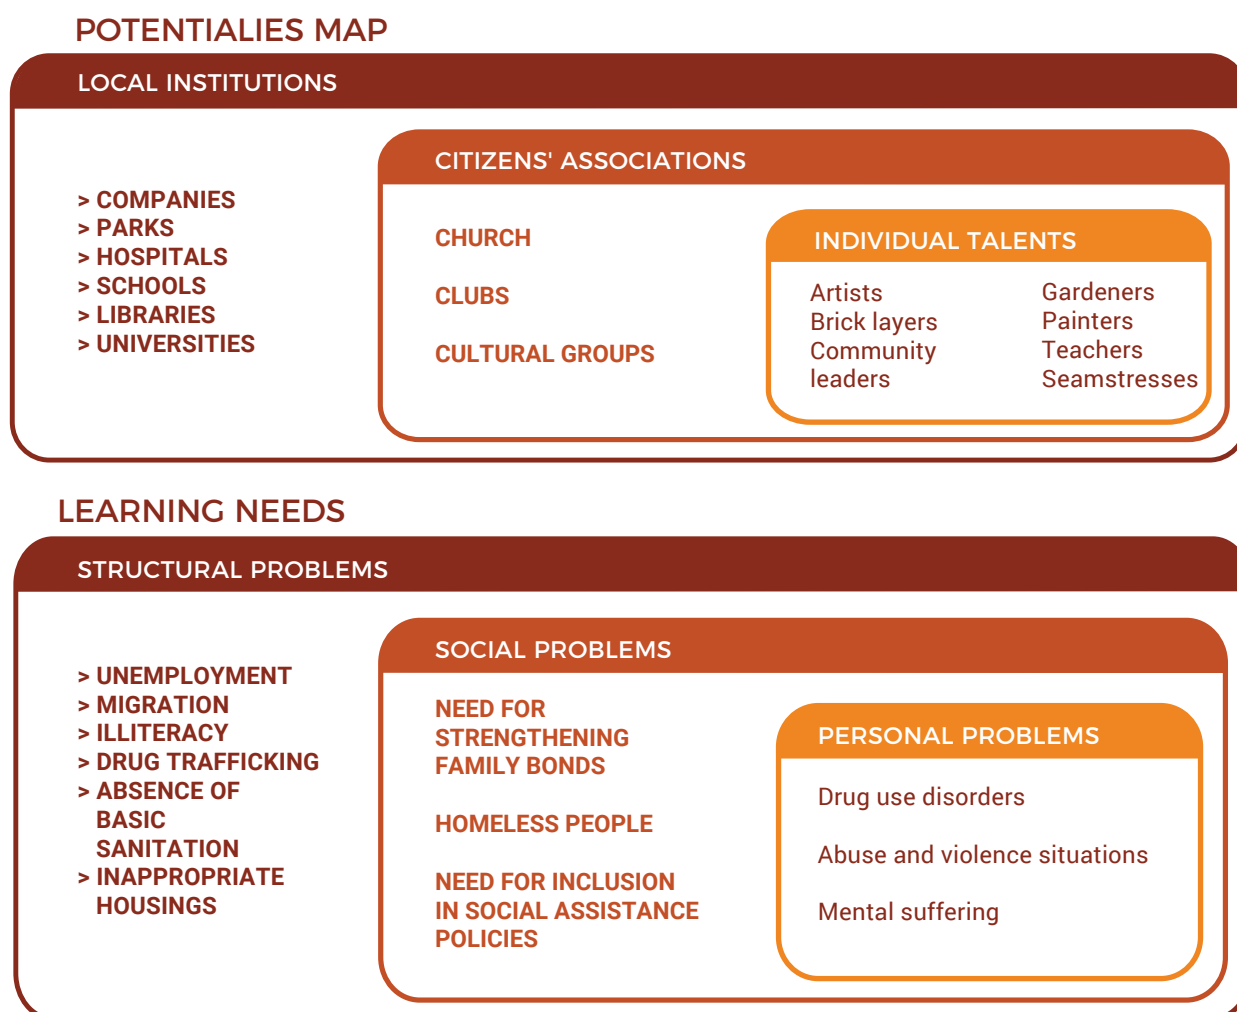 POTENTIALIES MAP
LOCAL INSTITUTIONS
> COMPANIES
> PARKS
> HOSPITALS
> SCHOOLS
> LIBRARIES
> UNIVERSITIES
CITIZENS' ASSOCIATIONS
CHURCH
CLUBS
CULTURAL GROUPS
INDIVIDUAL TALENTS
Artists
Brick layers
Community
leaders
Gardeners
Painters
Teachers
Seamstresses
LEARNING NEEDS
STRUCTURAL PROBLEMS
> UNEMPLOYMENT
> MIGRATION
> ILLITERACY
> DRUG TRAFFICKING
> ABSENCE OF
BASIC
SANITATION
> INAPPROPRIATE
HOUSINGS
SOCIAL PROBLEMS
NEED FOR
STRENGTHENING
FAMILY BONDS
HOMELESS PEOPLE
NEED FOR INCLUSION
IN SOCIAL ASSISTANCE
POLICIES
PERSONAL PROBLEMS
Drug use disorders
Abuse and violence situations
Mental suffering